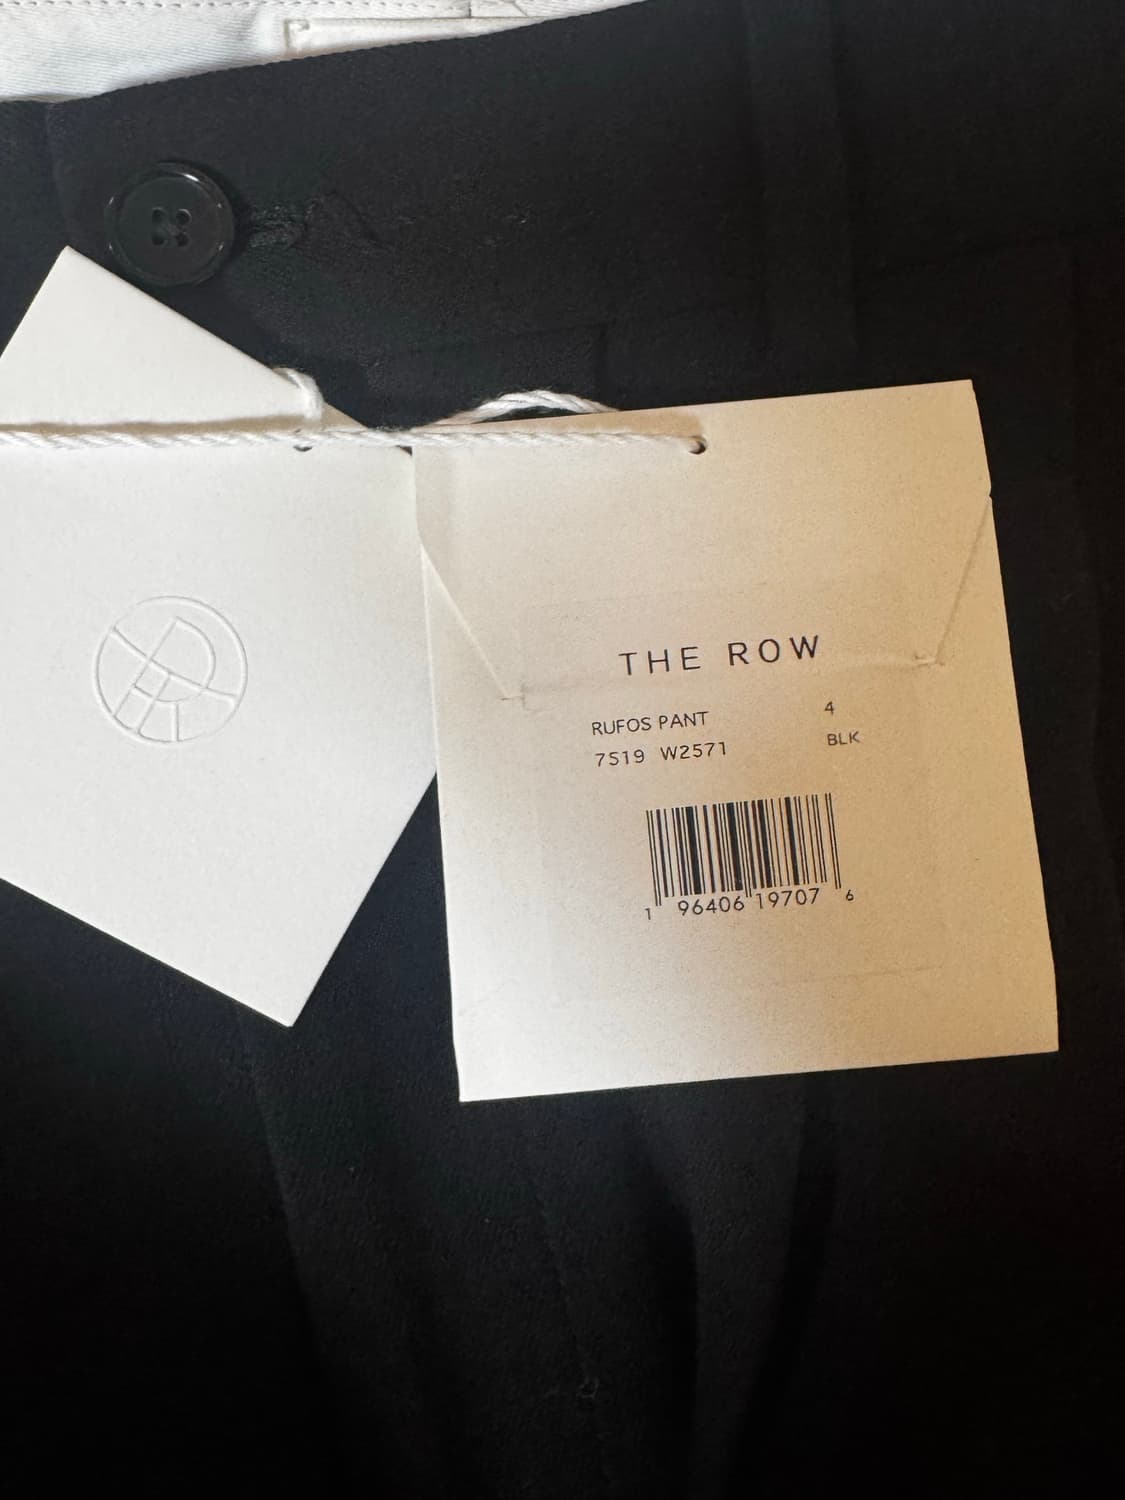 THE ROW
RUFOS PANT 4
7519 W2571 BLK
1 96406 19707 6